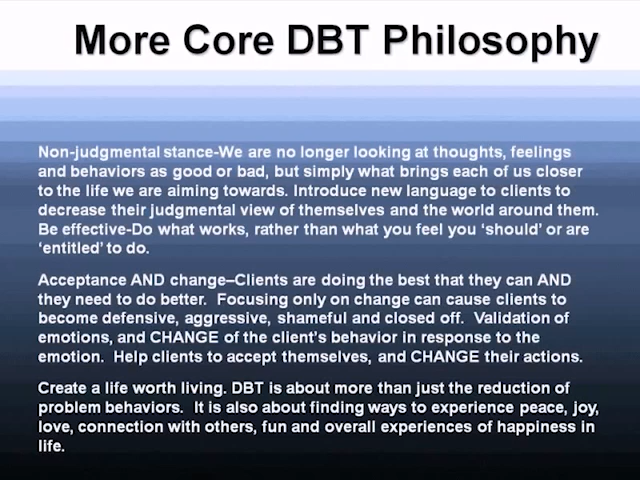 More Core DBT Philosophy
Non-judgmental stance-We are no longer looking at thoughts, feelings
and behaviors as good or bad, but simply what brings each of us closer
to the life we are aiming towards. Introduce new language to clients to
decrease their judgmental view of themselves and the world around them.
Be effective-Do what works, rather than what you feel you ‘should’ or are
‘entitled’ to do.
Acceptance AND change–Clients are doing the best that they can AND
they need to do better.  Focusing only on change can cause clients to
become defensive, aggressive, shameful and closed off.  Validation of
emotions, and CHANGE of the client’s behavior in response to the
emotion.  Help clients to accept themselves, and CHANGE their actions.
Create a life worth living. DBT is about more than just the reduction of
problem behaviors.  It is also about finding ways to experience peace, joy,
love, connection with others, fun and overall experiences of happiness in
life.